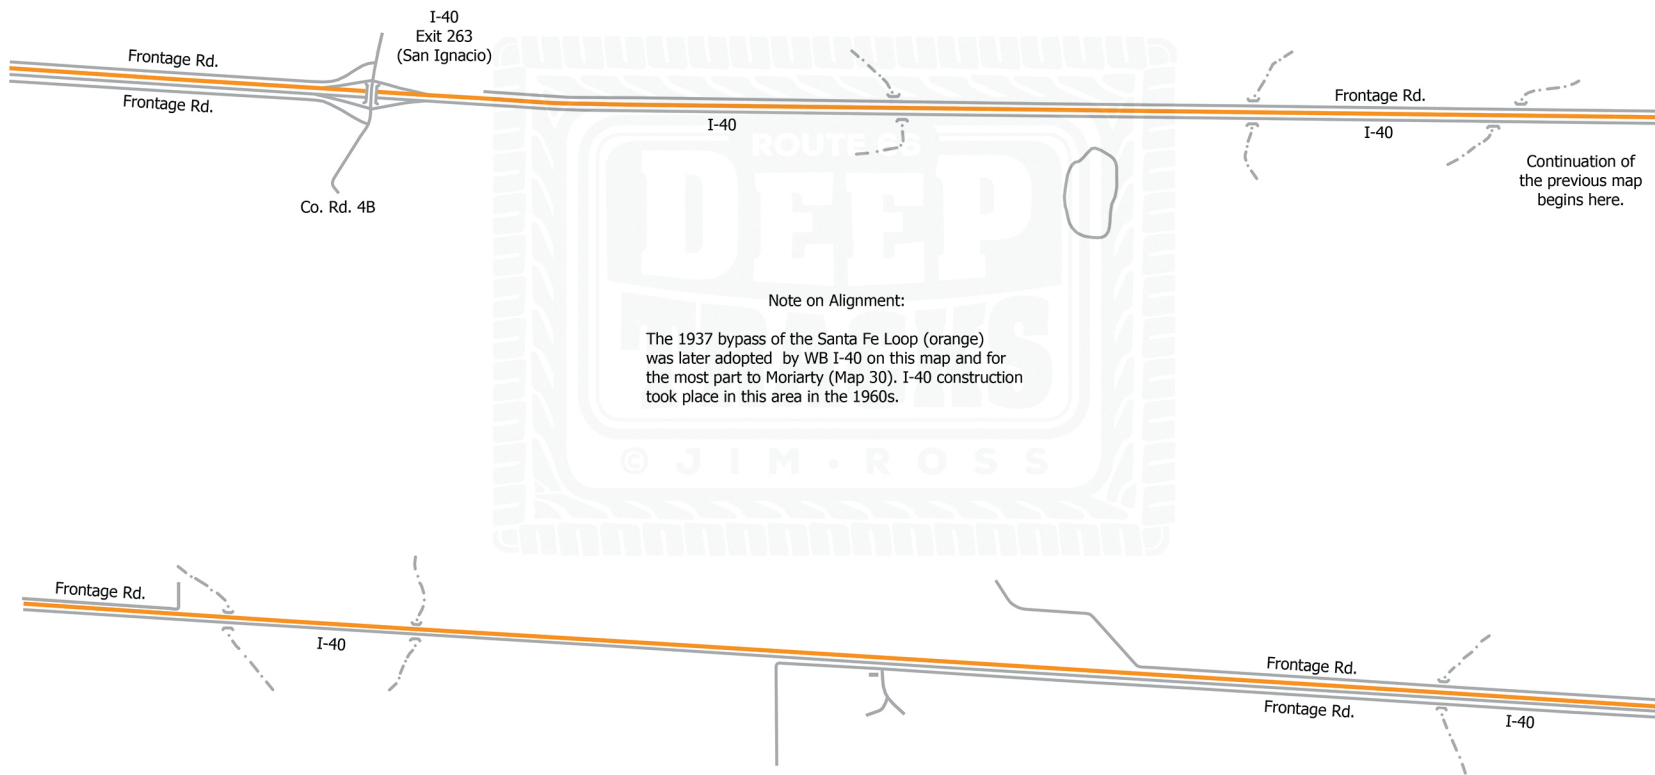 I-40
Exit 263
(San Ignacio)
Frontage Rd.
Frontage Rd.
Frontage Rd.
I-40
I-40
ROUTE 66
Continuation of
the previous map
begins here.
Co. Rd. 4B
DEEP
Note on Alignment:
TRACKS
The 1937 bypass of the Santa Fe Loop (orange)
was later adopted  by WB I-40 on this map and for
the most part to Moriarty (Map 30). I-40 construction
took place in this area in the 1960s.
© JIM • ROSS
Frontage Rd.
I-40
Frontage Rd.
Frontage Rd.
I-40